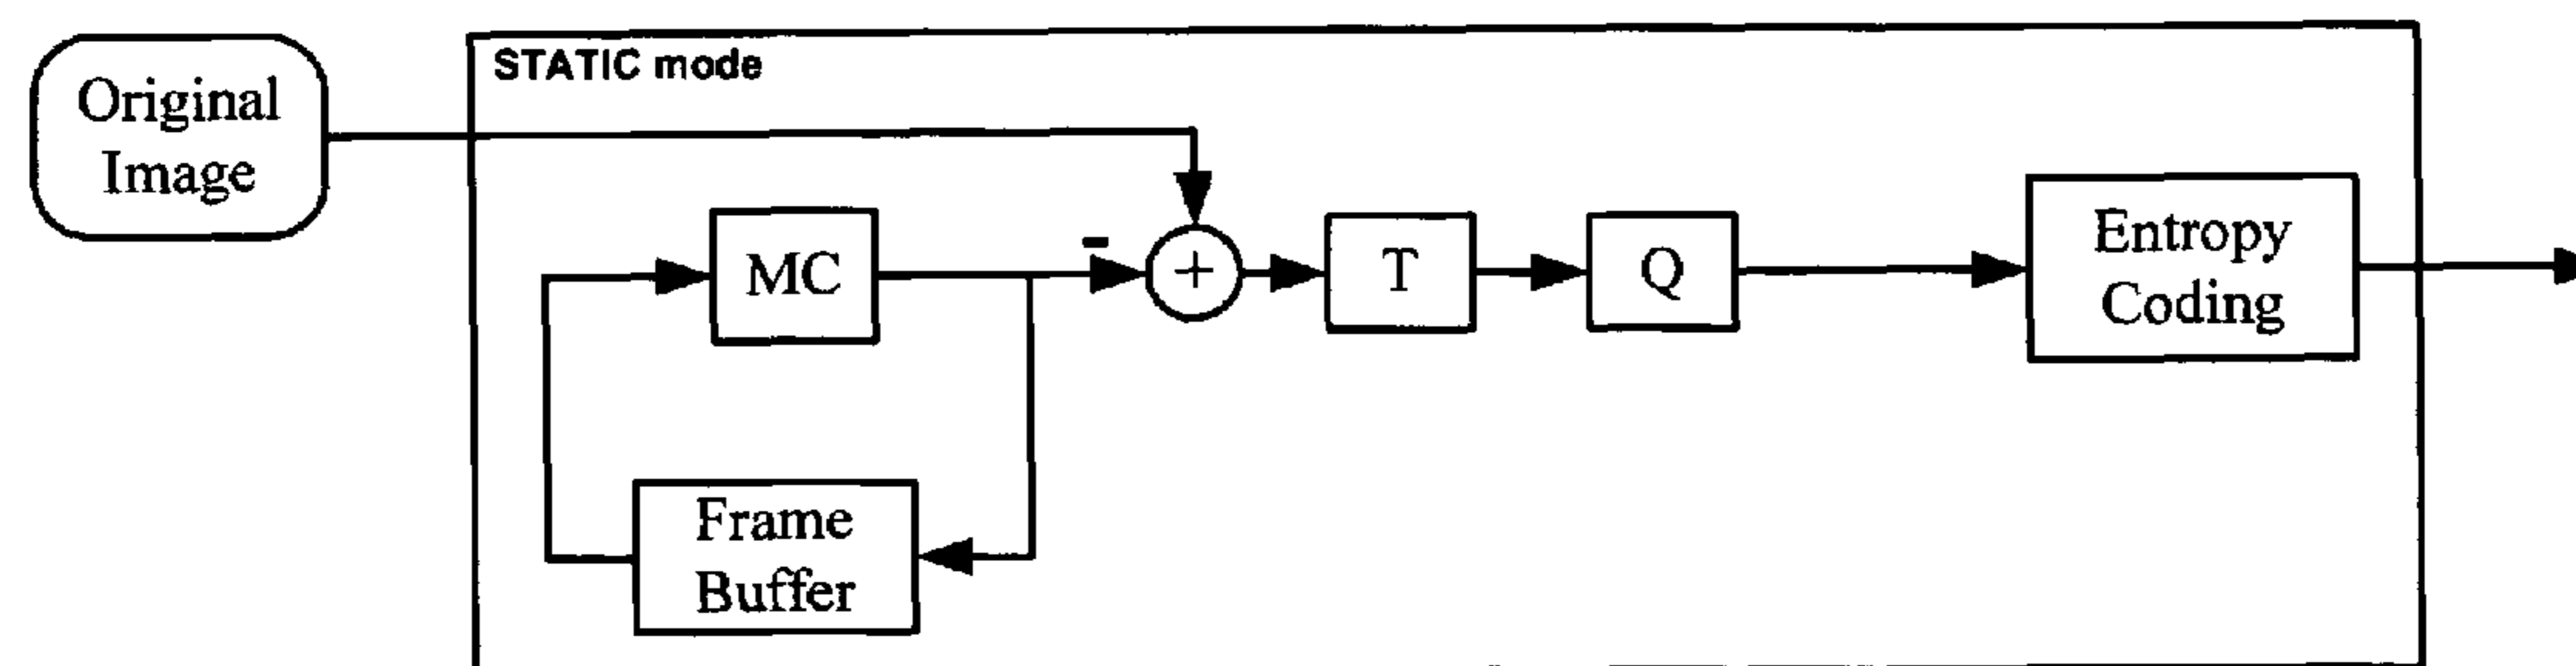 STATIC mode
Original
Image
MC
-
+
T
Q
Entropy
Coding
Frame
Buffer